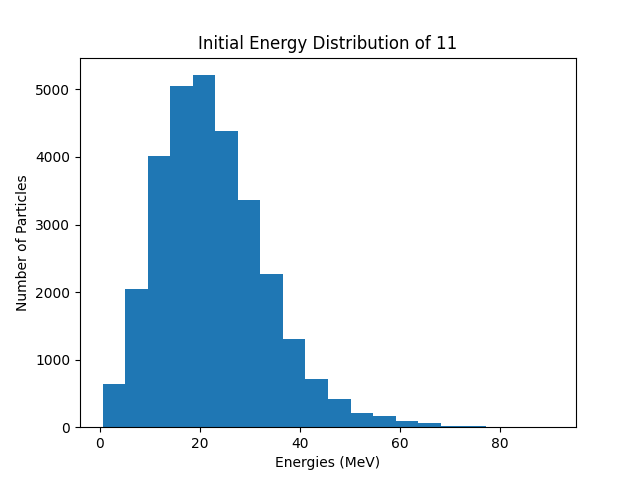 Initial Energy Distribution of 11
Number of Particles
5000
4000
3000
2000
1000
0
0 20 40 60 80
Energies (MeV)